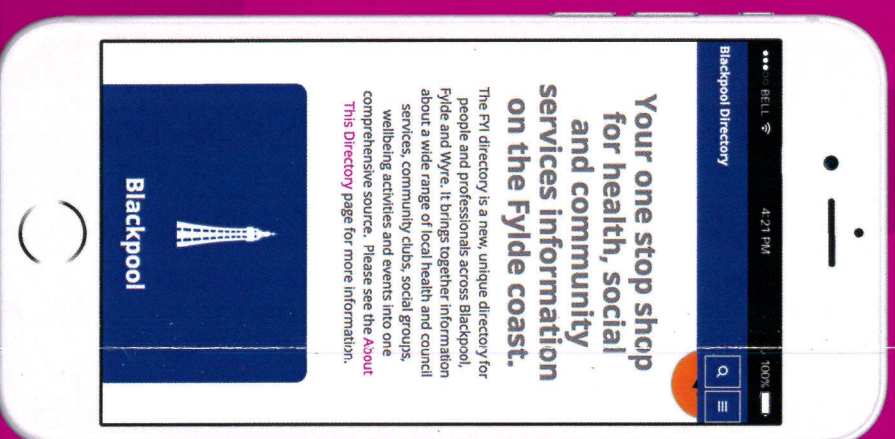 BELL 4:21 PM 100%
Blackpool Directory
Your one stop shop
for health, social
and community
services information
on the Fylde coast.
The FYI directory is a new, unique directory for
people and professionals across Blackpool,
Fylde and Wyre. It brings together information
about a wide range of local health and council
services, community clubs, social groups,
wellbeing activities and events into one
comprehensive source. Please see the About
This Directory page for more information.
Blackpool